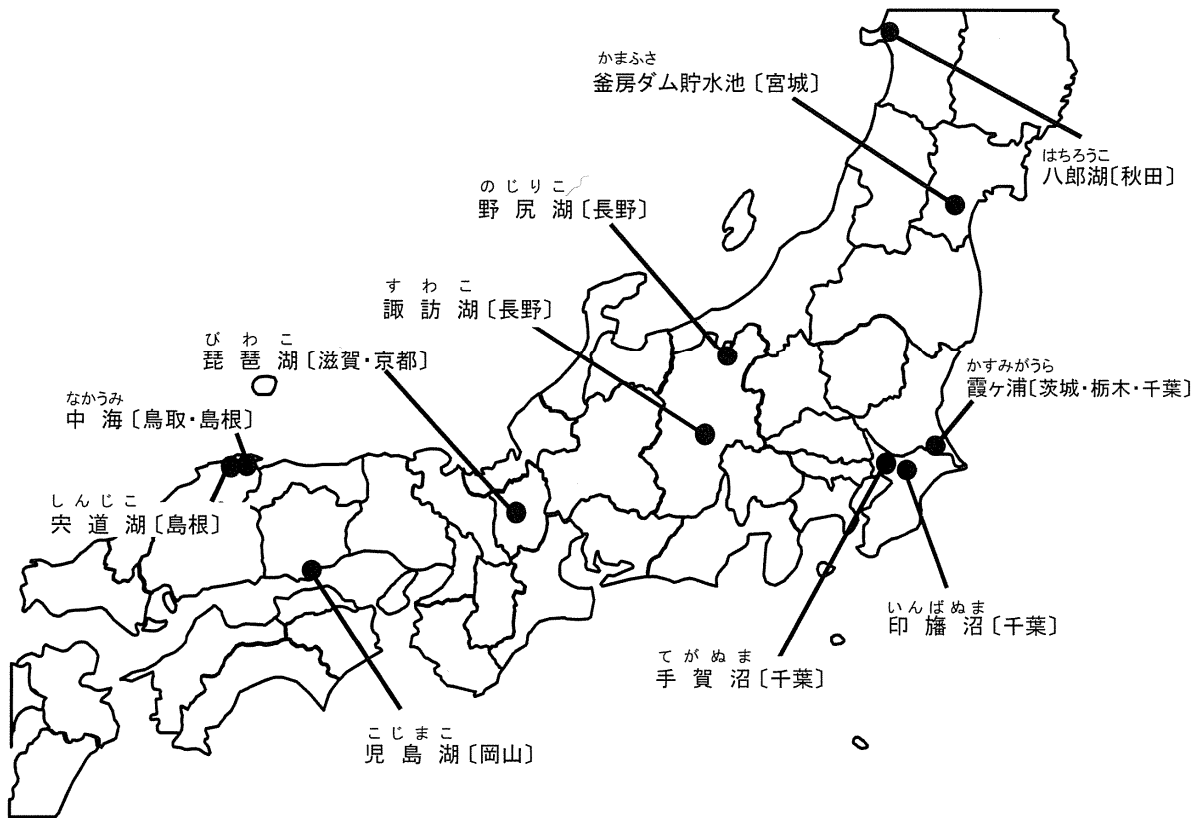 かまふさ
釜房ダム貯水池〔宮城〕
はちろうこ
八郎湖〔秋田〕
のじりこ
野尻湖〔長野〕
すわこ
諏訪湖〔長野〕
びわこ
琵琶湖〔滋賀・京都〕
かすみがうら
霞ヶ浦〔茨城・栃木・千葉〕
なかうみ
中海〔鳥取・島根〕
しんじこ
宍道湖〔島根〕
いんばぬま
印旛沼〔千葉〕
てがぬま
手賀沼〔千葉〕
こじまこ
児島湖〔岡山〕